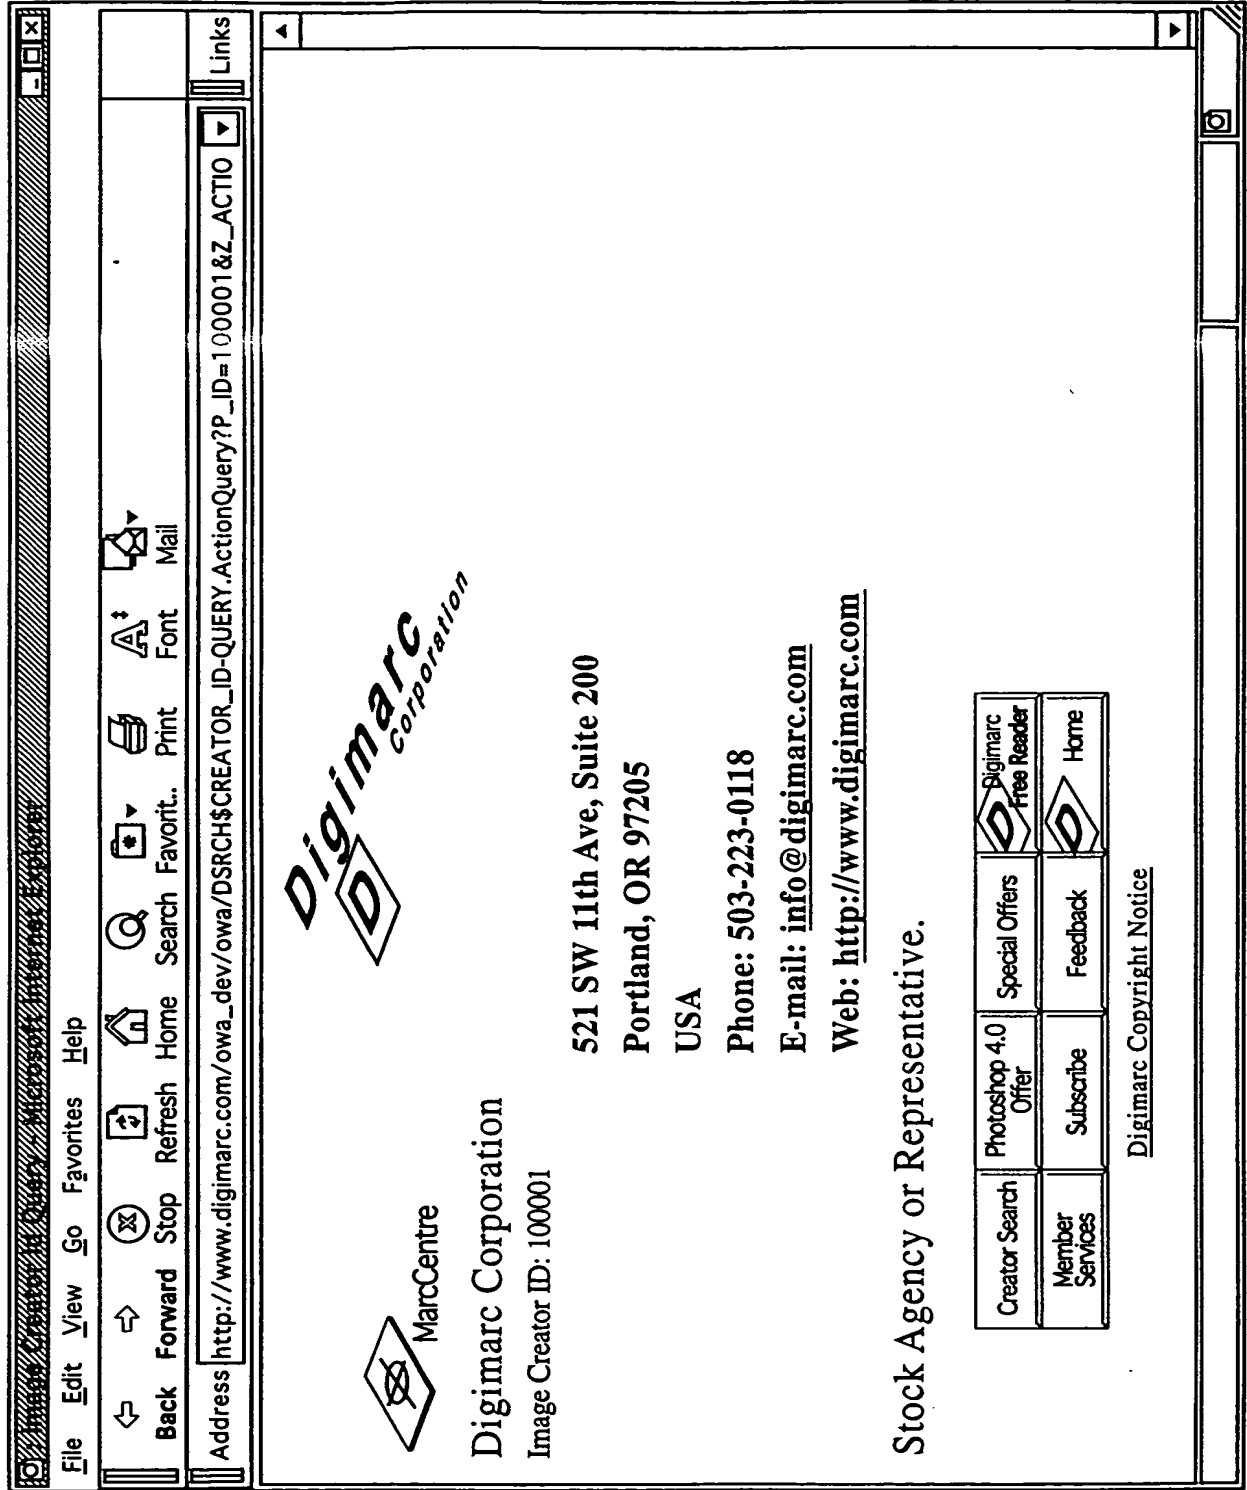 Image Creator Id Query - Microsoft Internet Explorer
File Edit View Go Favorites Help
Back Forward Stop Refresh Home Search Favorit.. Print Font Mail
Address http://www.digimarc.com/owa_dev/owa/DSRCH$CREATOR_ID-QUERY.ActionQuery?P_ID=100001&Z_ACTIO Links
D Digimarc
Corporation
MarcCentre
Digimarc Corporation
Image Creator ID: 100001
521 SW 11th Ave, Suite 200
Portland, OR 97205
USA
Phone: 503-223-0118
E-mail: info@digimarc.com
Web: http://www.digimarc.com
Stock Agency or Representative.
Creator Search Photoshop 4.0 Offer Special Offers D Digimarc Free Reader
Member Services Subscribe Feedback D Home
Digimarc Copyright Notice